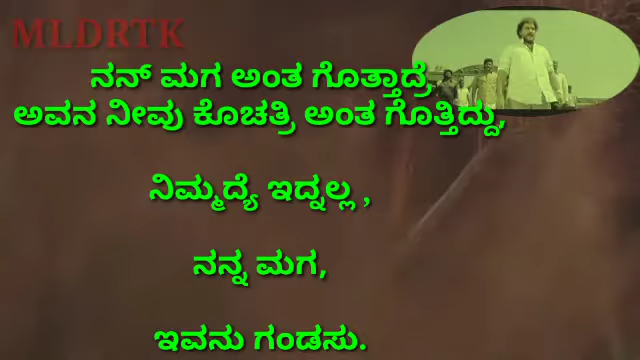 MLDRTK
ನನ್ ಮಗ ಅಂತ ಗೊತ್ತಾದ್ರೆ
ಅವನ ನೀವು ಕೊಚತ್ರಿ ಅಂತ ಗೊತ್ತಿದ್ದು,
ನಿಮ್ಮದ್ಯೆ ಇದ್ನಲ್ಲ ,
ನನ್ನ ಮಗ,
ಇವನು ಗಂಡಸು.